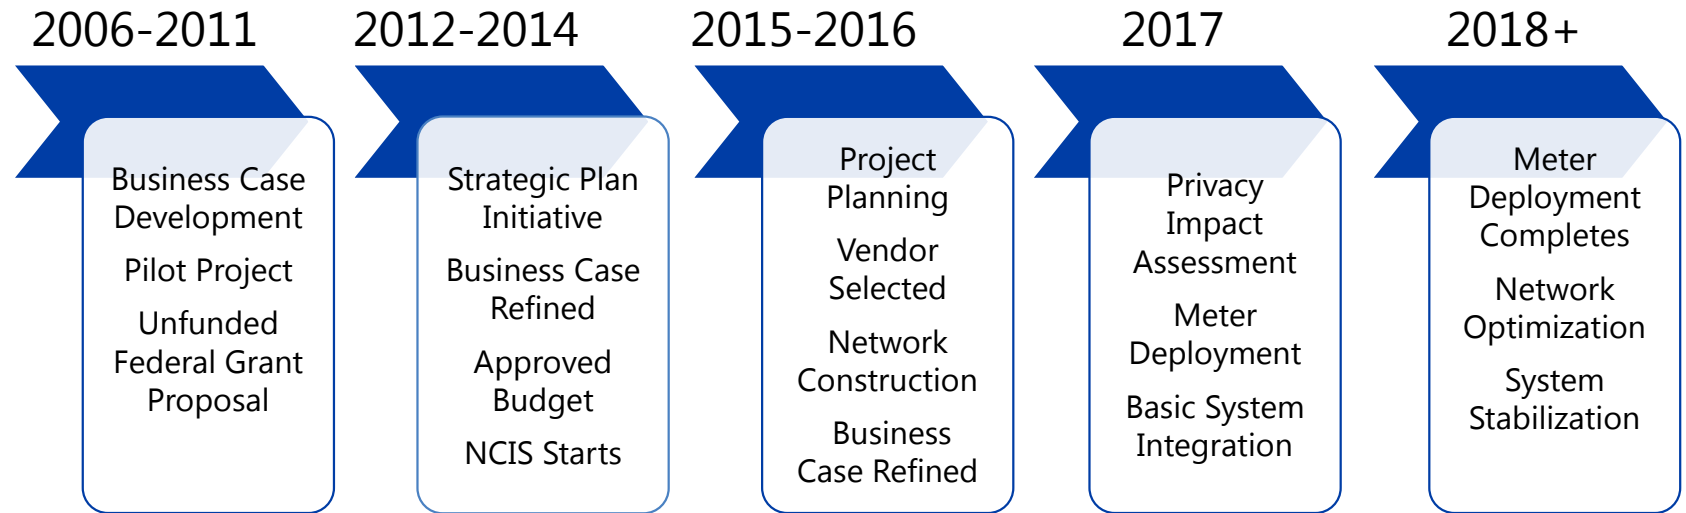 2006-2011
Business Case
Development
Pilot Project
Unfunded
Federal Grant
Proposal
2012-2014
Strategic Plan
Initiative
Business Case
Refined
Approved
Budget
NCIS Starts
2015-2016
Project
Planning
Vendor
Selected
Network
Construction
Business
Case Refined
2017
Privacy
Impact
Assessment
Meter
Deployment
Basic System
Integration
2018+
Meter
Deployment
Completes
Network
Optimization
System
Stabilization